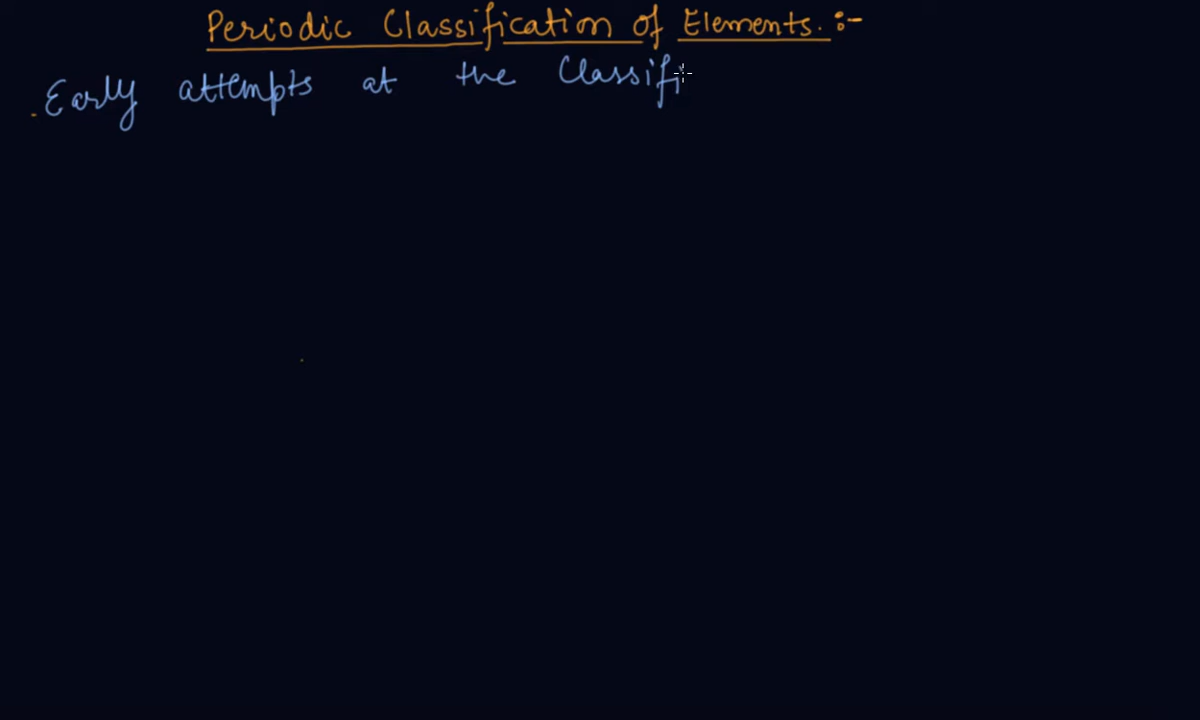 Periodic Classification of Elements. :-
Early attempts at the Classifi